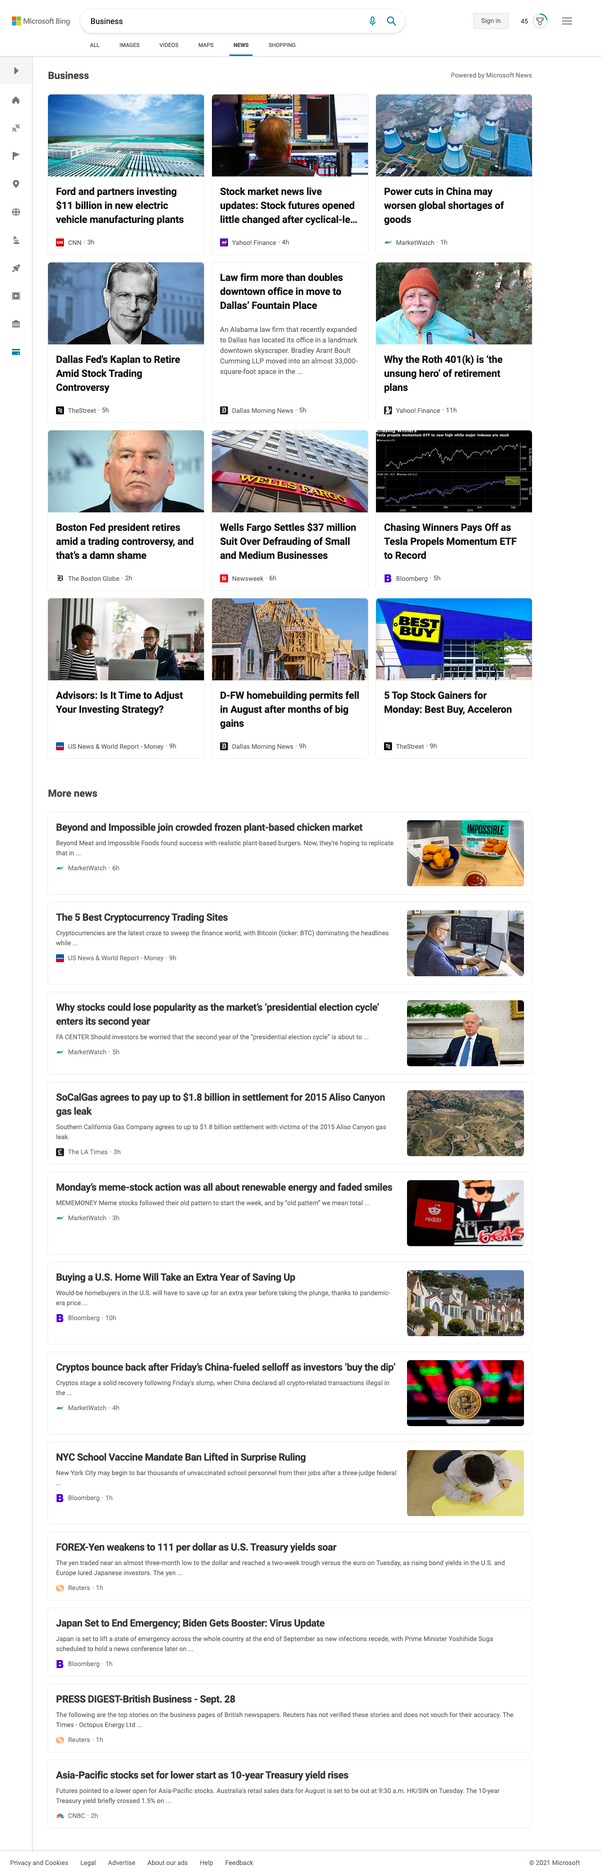 Microsoft Bing
Business
Sign in
45
ALL IMAGES VIDEOS MAPS NEWS SHOPPING
Business
Powered by Microsoft News
Ford and partners investing
$11 billion in new electric
vehicle manufacturing plants
CNN · 3h
Stock market news live
updates: Stock futures opened
little changed after cyclical-le...
Yahoo! Finance · 4h
Power cuts in China may
worsen global shortages of
goods
MarketWatch · 1h
Dallas Fed's Kaplan to Retire
Amid Stock Trading
Controversy
TheStreet · 5h
Law firm more than doubles
downtown office in move to
Dallas' Fountain Place
An Alabama law firm that recently expanded
to Dallas has located its office in a landmark
downtown skyscraper. Bradley Arant Boult
Cumming LLP moved into an almost 33,000-
square-foot space in the ...
Dallas Morning News · 5h
Why the Roth 401(k) is 'the
unsung hero' of retirement
plans
Yahoo! Finance · 11h
Boston Fed president retires
amid a trading controversy, and
that's a damn shame
The Boston Globe · 2h
WELLS FARGO
Wells Fargo Settles $37 million
Suit Over Defrauding of Small
and Medium Businesses
Newsweek · 6h
Chasing Winners
Tesla propels momentum ETF to new high while major indexes are stuck
Chasing Winners Pays Off as
Tesla Propels Momentum ETF
to Record
Bloomberg · 5h
Advisors: Is It Time to Adjust
Your Investing Strategy?
US News & World Report - Money · 9h
D-FW homebuilding permits fell
in August after months of big
gains
Dallas Morning News · 9h
BEST
BUY
5 Top Stock Gainers for
Monday: Best Buy, Acceleron
TheStreet · 9h
More news
Beyond and Impossible join crowded frozen plant-based chicken market
Beyond Meat and Impossible Foods found success with realistic plant-based burgers. Now, they're hoping to replicate
that in ...
MarketWatch · 6h
IMPOSSIBLE
The 5 Best Cryptocurrency Trading Sites
Cryptocurrencies are the latest craze to sweep the finance world, with Bitcoin (ticker: BTC) dominating the headlines
while ...
US News & World Report - Money · 9h
Why stocks could lose popularity as the market's 'presidential election cycle'
enters its second year
FA CENTER Should investors be worried that the second year of the "presidential election cycle" is about to ...
MarketWatch · 5h
SoCalGas agrees to pay up to $1.8 billion in settlement for 2015 Aliso Canyon
gas leak
Southern California Gas Company agrees to up to $1.8 billion settlement with victims of the 2015 Aliso Canyon gas
leak.
The LA Times · 3h
Monday's meme-stock action was all about renewable energy and faded smiles
MEMEMONEY Meme stocks followed their old pattern to start the week, and by "old pattern" we mean total ...
MarketWatch · 3h
reddit
Buying a U.S. Home Will Take an Extra Year of Saving Up
Would-be homebuyers in the U.S. will have to save up for an extra year before taking the plunge, thanks to pandemic-
era price ...
Bloomberg · 10h
Cryptos bounce back after Friday's China-fueled selloff as investors 'buy the dip'
Cryptos stage a solid recovery following Friday's slump, when China declared all crypto-related transactions illegal in
the ...
MarketWatch · 4h
NYC School Vaccine Mandate Ban Lifted in Surprise Ruling
New York City may begin to bar thousands of unvaccinated school personnel from their jobs after a three-judge federal
...
Bloomberg · 1h
FOREX-Yen weakens to 111 per dollar as U.S. Treasury yields soar
The yen traded near an almost three-month low to the dollar and reached a two-week trough versus the euro on Tuesday, as rising bond yields in the U.S. and
Europe lured Japanese investors. The yen ...
Reuters · 1h
Japan Set to End Emergency; Biden Gets Booster: Virus Update
Japan is set to lift a state of emergency across the whole country at the end of September as new infections recede, with Prime Minister Yoshihide Suga
scheduled to hold a news conference later on ...
Bloomberg · 1h
PRESS DIGEST-British Business - Sept. 28
The following are the top stories on the business pages of British newspapers. Reuters has not verified these stories and does not vouch for their accuracy. The
Times - Octopus Energy Ltd ...
Reuters · 1h
Asia-Pacific stocks set for lower start as 10-year Treasury yield rises
Futures pointed to a lower open for Asia-Pacific stocks. Australia's retail sales data for August is set to be out at 9:30 a.m. HK/SIN on Tuesday. The 10-year
Treasury yield briefly crossed 1.5% on ...
CNBC · 2h
Privacy and Cookies Legal Advertise About our ads Help Feedback
© 2021 Microsoft